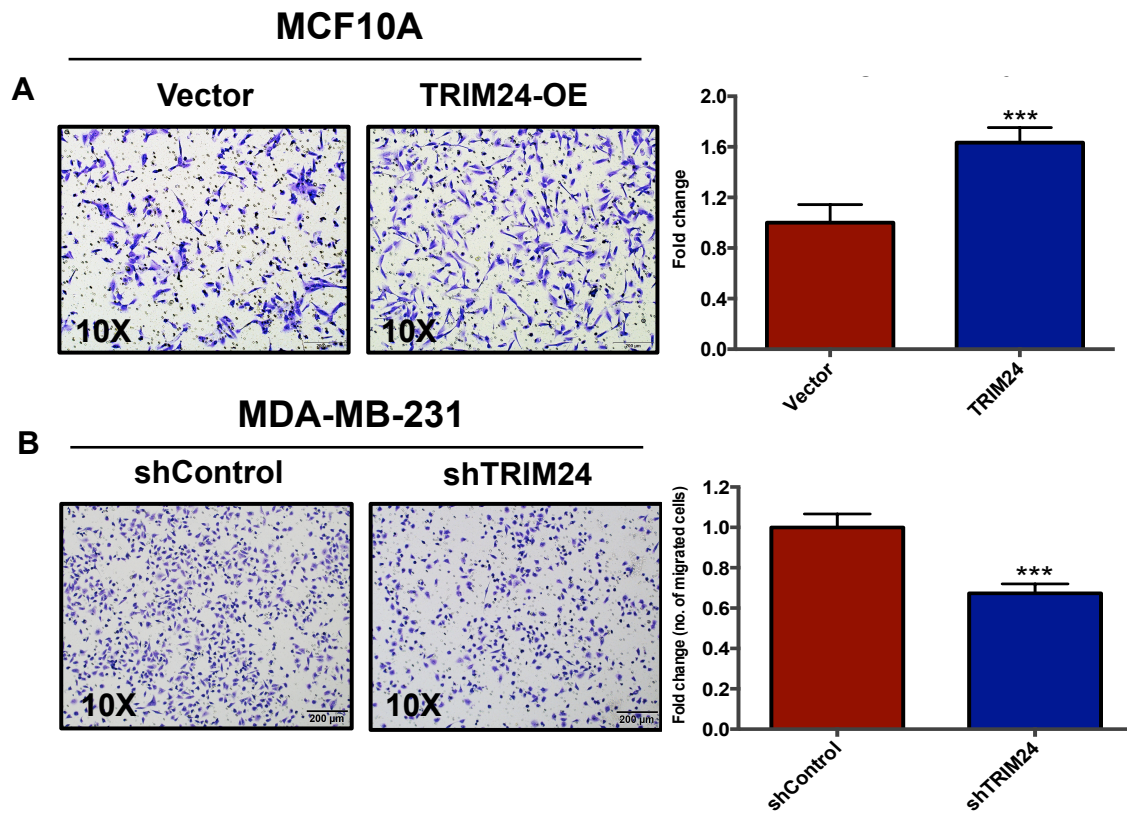 MCF10A
A
Vector
TRIM24-OE
10X
10X
200 µm
Fold change
2.0
1.6
1.2
0.8
0.4
0.0
***
Vector
TRIM24
MDA-MB-231
B
shControl
shTRIM24
10X
200 µm
10X
200 µm
Fold change (no. of migrated cells)
1.2
1.0
0.8
0.6
0.4
0.2
0.0
***
shControl
shTRIM24